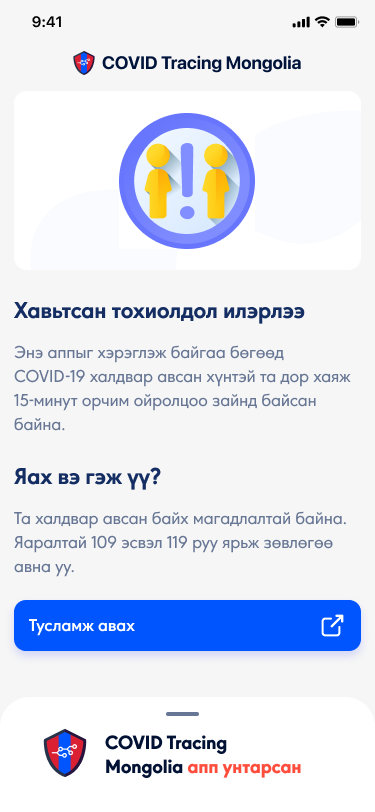 9:41
COVID Tracing Mongolia
Хавьтсан тохиолдол илэрлээ
Энэ аппыг хэрэглэж байгаа бөгөөд
COVID-19 халдвар авсан хүнтэй та дор хаяж
15-минут орчим ойролцоо зайнд байсан
байна.
Яах вэ гэж үү?
Та халдвар авсан байх магадлалтай байна.
Яаралтай 109 эсвэл 119 руу ярьж зөвлөгөө
авна уу.
Тусламж авах
COVID Tracing
Mongolia апп унтарсан